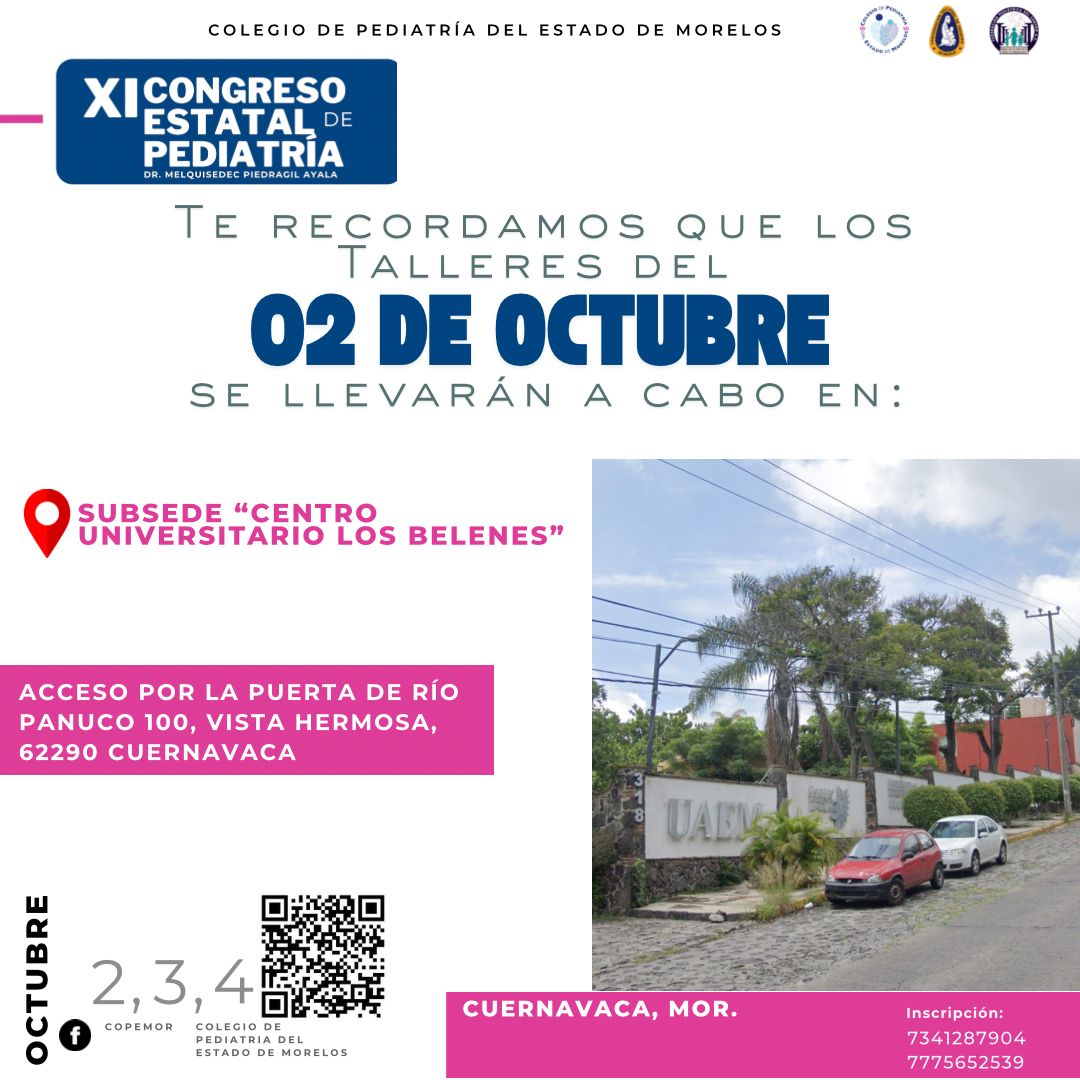 COLEGIO DE PEDIATRÍA DEL ESTADO DE MORELOS
XI CONGRESO
ESTATAL DE
PEDIATRÍA
DR. MELQUISEDEC PIEDRAGIL AYALA
TE RECORDAMOS QUE LOS
TALLERES DEL
02 DE OCTUBRE
SE LLEVARÁN A CABO EN:
SUBSEDE “CENTRO
UNIVERSITARIO LOS BELENES”
ACCESO POR LA PUERTA DE RÍO
PANUCO 100, VISTA HERMOSA,
62290 CUERNAVACA
318
UAEM
OCTUBRE
2,3,4
COPEMOR
COLEGIO DE
PEDIATRIA DEL
ESTADO DE MORELOS
CUERNAVACA, MOR.
Inscripción:
7341287904
7775652539